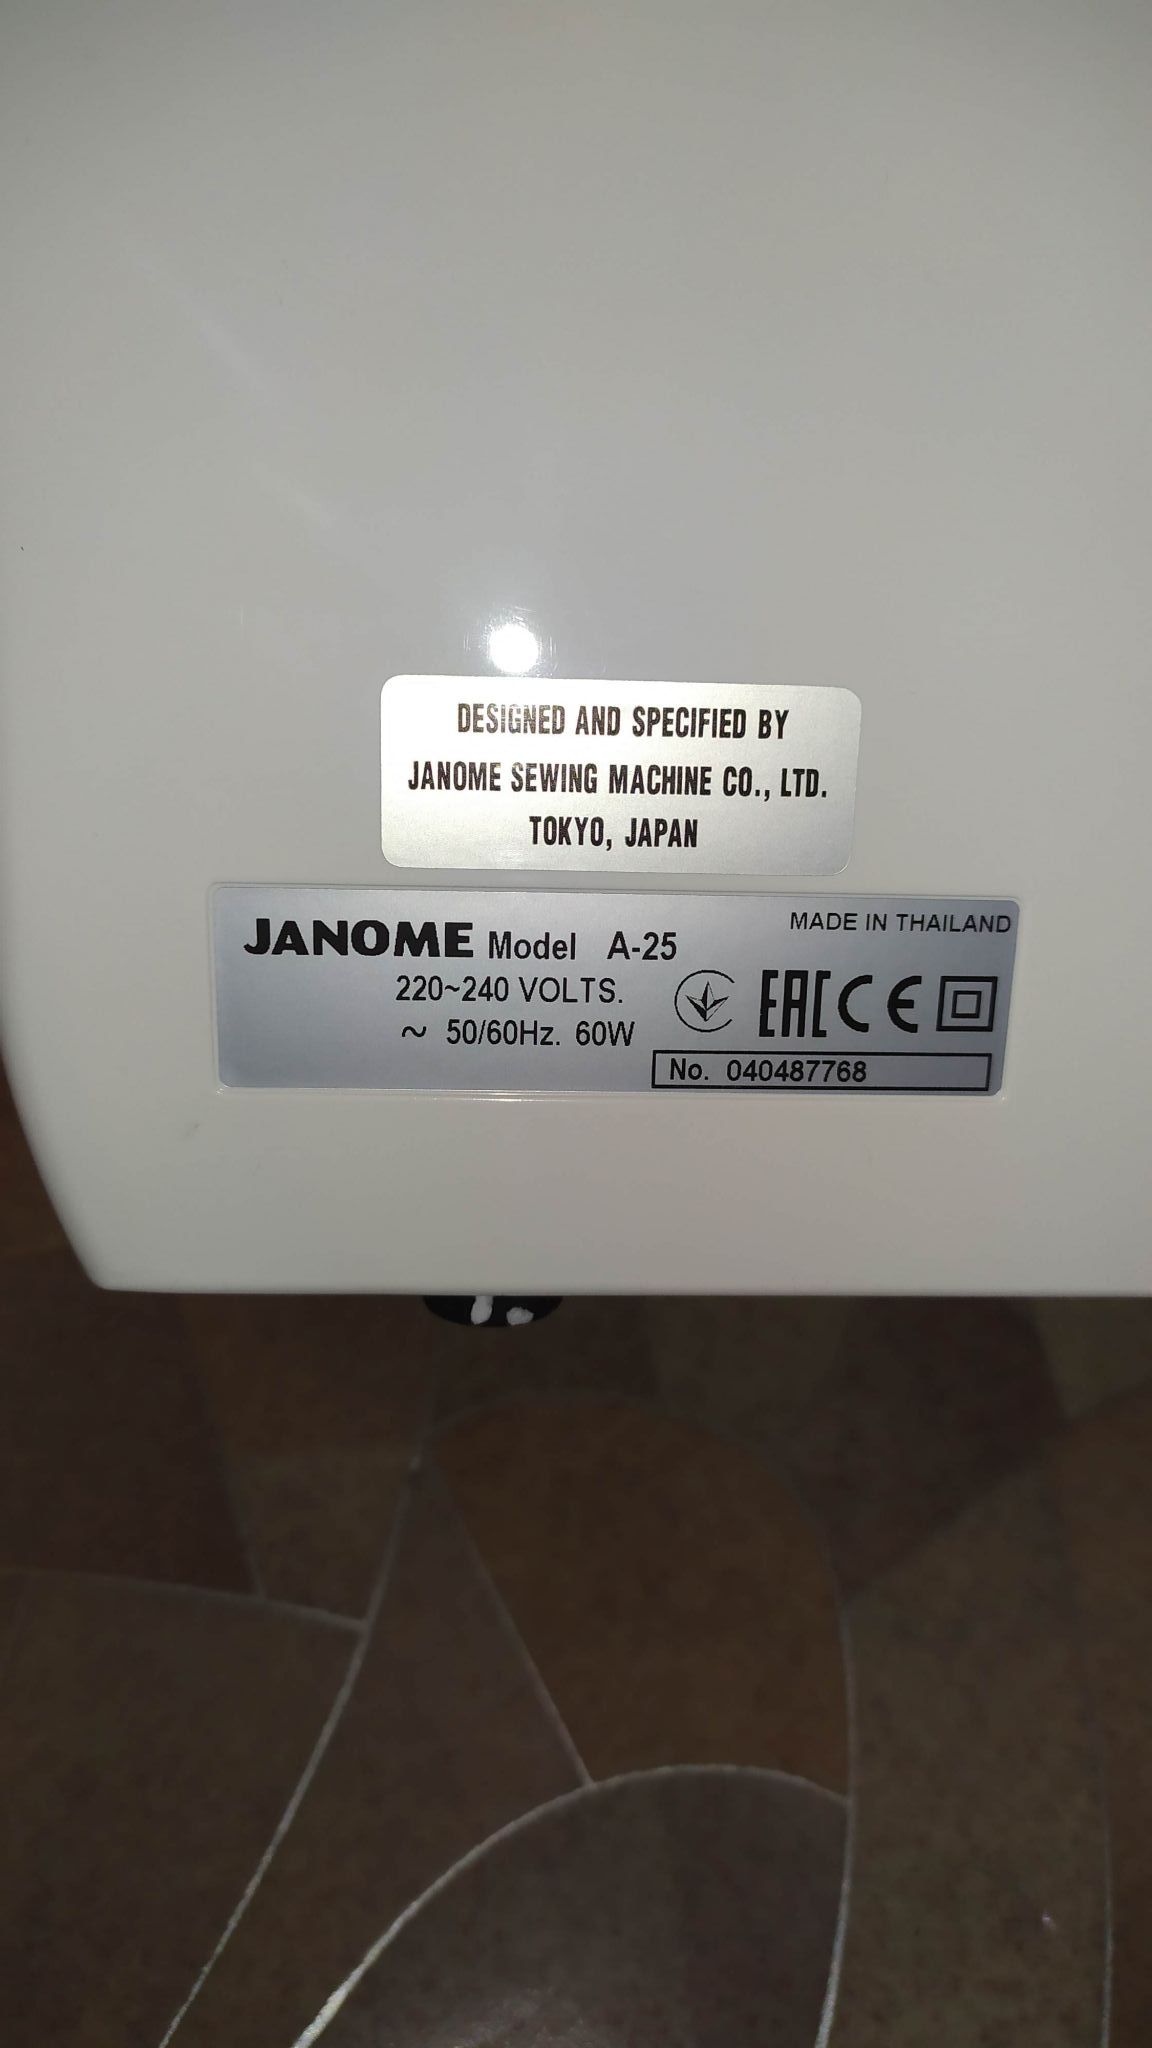 DESIGNED AND SPECIFIED BY
JANOME SEWING MACHINE CO., LTD.
TOKYO, JAPAN
MADE IN THAILAND
JANOME Model A-25
220~240 VOLTS.
~ 50/60Hz. 60W
EAC CE
No. 040487768